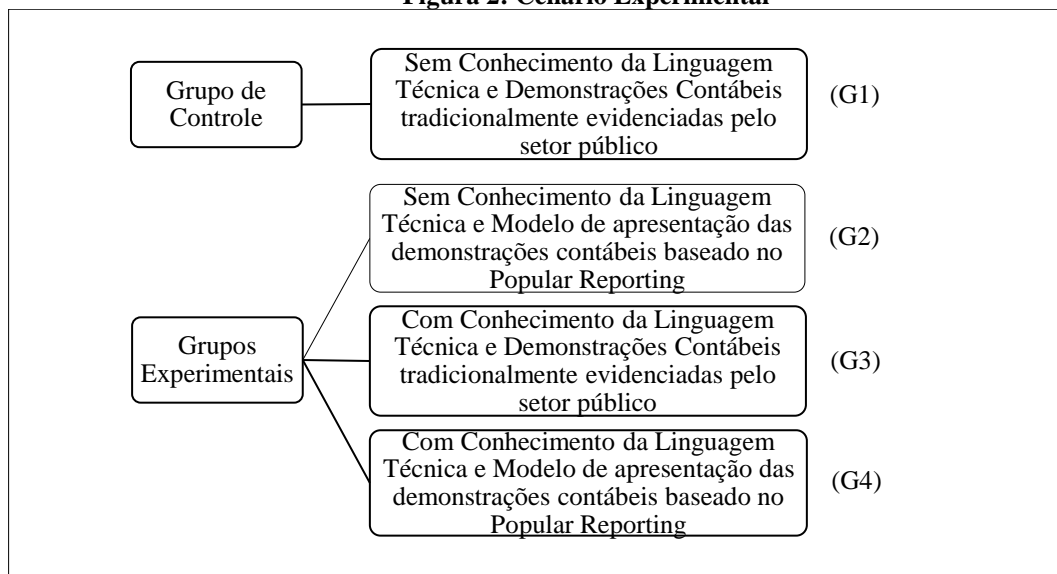 Figura 2: Cenário Experimental
Grupo de
Controle
Sem Conhecimento da Linguagem
Técnica e Demonstrações Contábeis
tradicionalmente evidenciadas pelo
setor público
(G1)
Sem Conhecimento da Linguagem
Técnica e Modelo de apresentação das
demonstrações contábeis baseado no
Popular Reporting
(G2)
Grupos
Experimentais
Com Conhecimento da Linguagem
Técnica e Demonstrações Contábeis
tradicionalmente evidenciadas pelo
setor público
(G3)
Com Conhecimento da Linguagem
Técnica e Modelo de apresentação das
demonstrações contábeis baseado no
Popular Reporting
(G4)